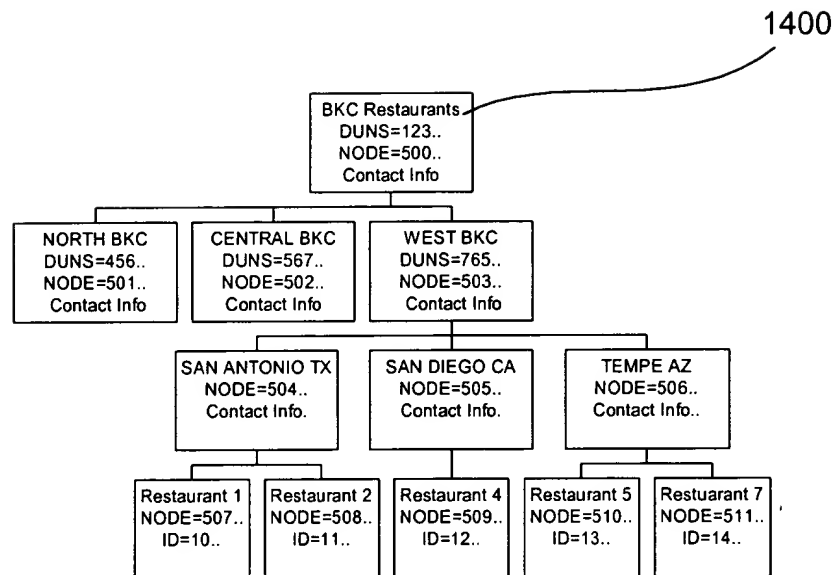 1400
BKC Restaurants
DUNS=123..
NODE=500..
Contact Info
NORTH BKC
DUNS=456..
NODE=501..
Contact Info
CENTRAL BKC
DUNS=567..
NODE=502..
Contact Info
WEST BKC
DUNS=765..
NODE=503..
Contact Info
SAN ANTONIO TX
NODE=504..
Contact Info.
SAN DIEGO CA
NODE=505..
Contact Info.
TEMPE AZ
NODE=506..
Contact Info..
Restaurant 1
NODE=507..
ID=10..
Restaurant 2
NODE=508..
ID=11..
Restaurant 4
NODE=509..
ID=12..
Restaurant 5
NODE=510..
ID=13..
Restuarant 7
NODE=511..
ID=14..